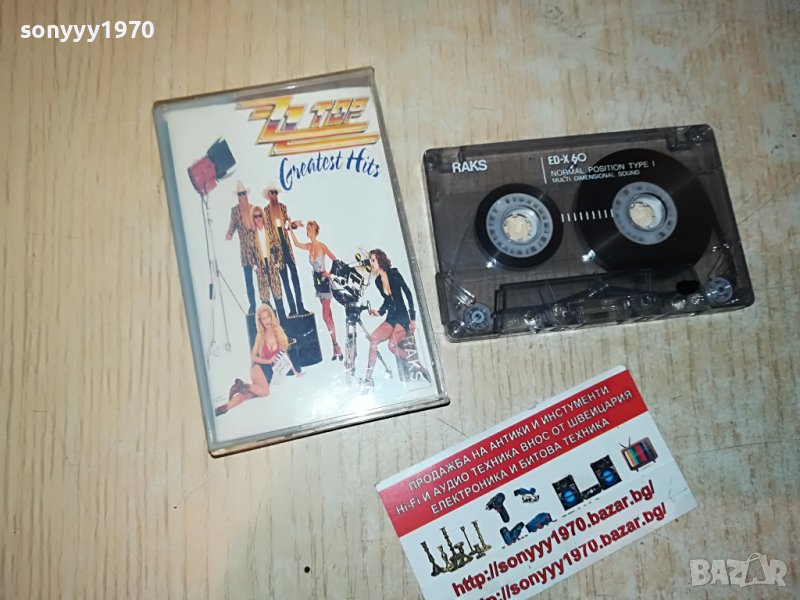 sonyyy1970
ZZ TOP
Greatest Hits
RAKS
RAKS
ED-X 60
NORMAL POSITION TYPE I
MULTI DIMENSIONAL SOUND
ПРОДАЖБА НА АНТИКИ И ИНСТУМЕНТИ
Hi-Fi И АУДИО ТЕХНИКА ВНОС ОТ ШВЕЙЦАРИЯ
ЕЛЕКТРОНИКА И БИТОВА ТЕХНИКА
http://sonyyy1970.bazar.bg/
http://sonyyy1970.bazar.bg/
BAZAR
bg